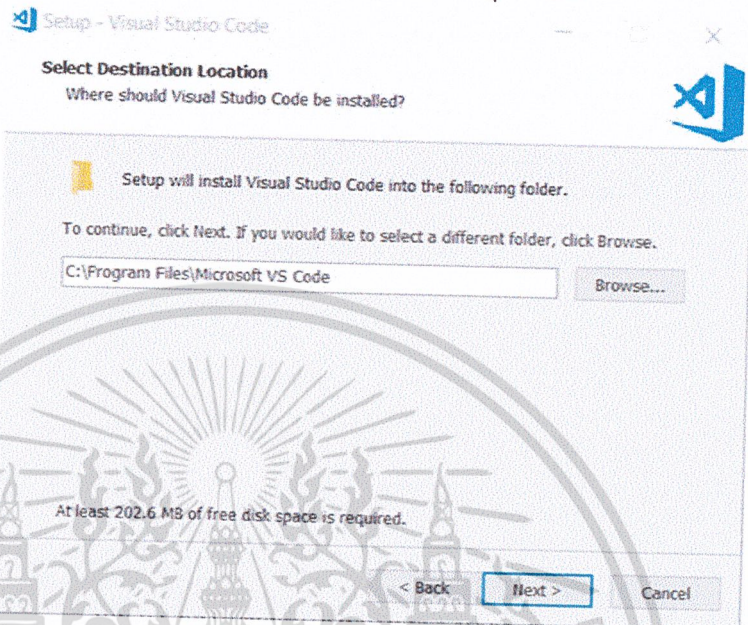 Setup - Visual Studio Code
Select Destination Location
Where should Visual Studio Code be installed?
Setup will install Visual Studio Code into the following folder.
To continue, click Next. If you would like to select a different folder, click Browse.
C:\Program Files\Microsoft VS Code
Browse...
At least 202.6 MB of free disk space is required.
< Back
Next >
Cancel